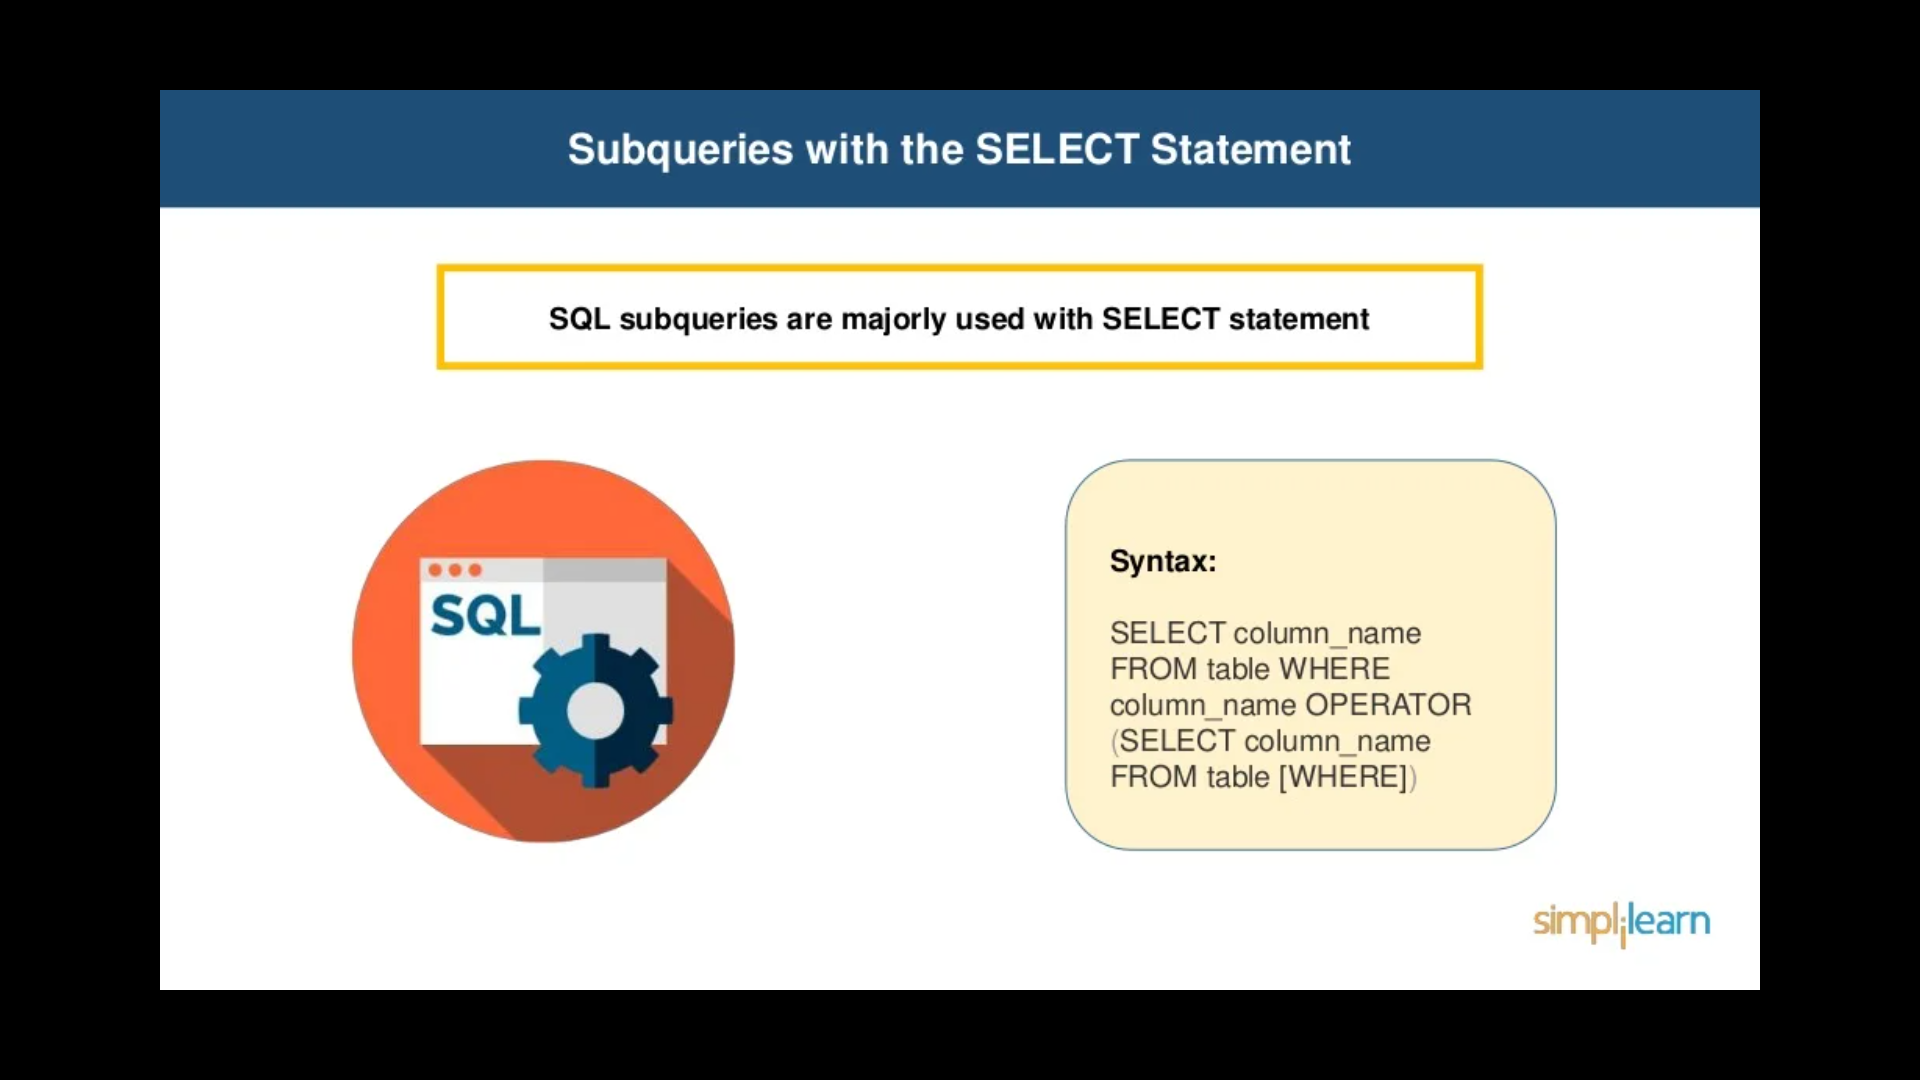 Subqueries with the SELECT Statement
SQL subqueries are majorly used with SELECT statement
SQL
Syntax:
SELECT column_name
FROM table WHERE
column_name OPERATOR
(SELECT column_name
FROM table [WHERE])
simplilearn